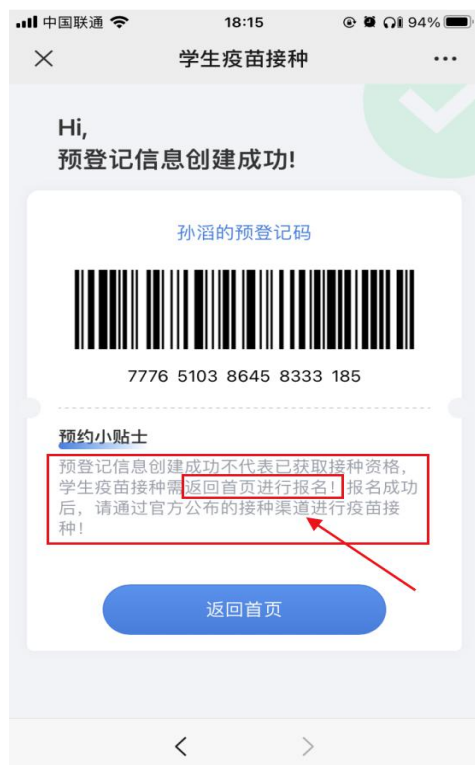 中国联通 18:15 94%
学生疫苗接种
Hi,
预登记信息创建成功!
孙滔的预登记码
7776 5103 8645 8333 185
预约小贴士
预登记信息创建成功不代表已获取接种资格，
学生疫苗接种需返回首页进行报名！报名成功
后，请通过官方公布的接种渠道进行疫苗接
种！
返回首页